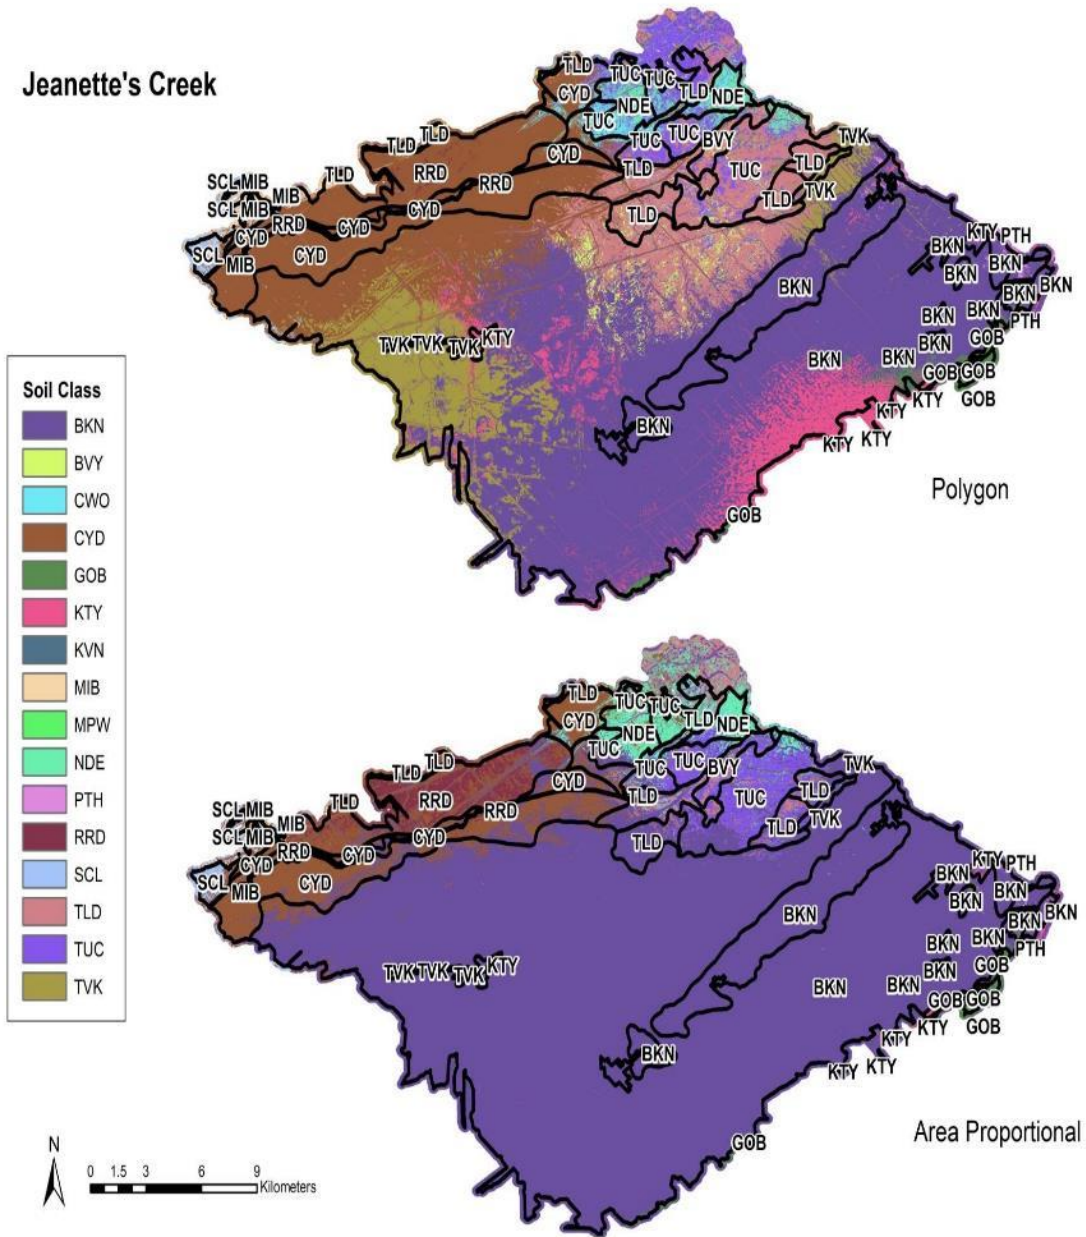 Jeanette's Creek
TLD
TUC
TUC
CYD
NDE
TLD
NDE
TUC
TLD
TLD
TUC
TUC
BVY
TVK
CYD
TLD
RRD
TLD
TUC
TLD
SCL
MIB
MIB
RRD
TLD
TVK
SCL
MIB
CYD
TLD
RRD
CYD
CYD
KTY
PTH
SCL
MIB
CYD
BKN
BKN
BKN
BKN
BKN
BKN
BKN
BKN
PTH
TVK
TVK
TVK
KTY
BKN
BKN
BKN
GOB
GOB
GOB
GOB
KTY
KTY
KTY
KTY
BKN
GOB
Polygon
Soil Class
BKN
BVY
CWO
CYD
GOB
KTY
KVN
MIB
MPW
NDE
PTH
RRD
SCL
TLD
TUC
TVK
TLD
TUC
TUC
CYD
NDE
TLD
NDE
TUC
TLD
TLD
TUC
TUC
BVY
TVK
CYD
TLD
RRD
TLD
TUC
TLD
SCL
MIB
MIB
RRD
TLD
TVK
SCL
MIB
CYD
TLD
RRD
CYD
CYD
KTY
PTH
SCL
MIB
CYD
BKN
BKN
BKN
BKN
BKN
BKN
BKN
BKN
PTH
TVK
TVK
TVK
KTY
BKN
BKN
BKN
GOB
GOB
GOB
GOB
KTY
KTY
KTY
KTY
BKN
GOB
Area Proportional
N
0 1.5 3 6 9
Kilometers